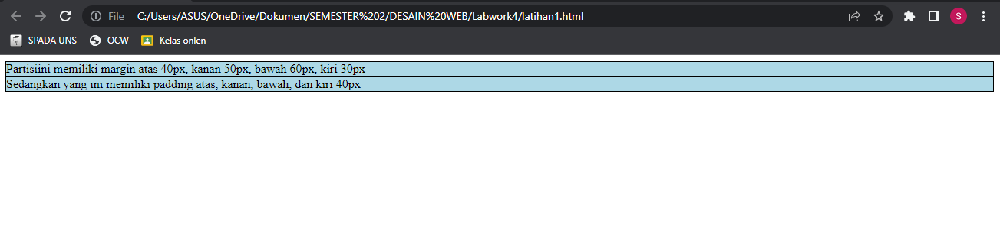 File C:/Users/ASUS/OneDrive/Dokumen/SEMESTER%202/DESAIN%20WEB/Labwork4/latihan1.html S
SPADA UNS OCW Kelas onlen
Partisiini memiliki margin atas 40px, kanan 50px, bawah 60px, kiri 30px
Sedangkan yang ini memiliki padding atas, kanan, bawah, dan kiri 40px